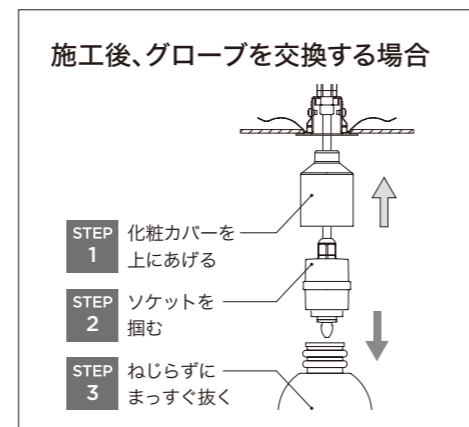 施工後、グローブを交換する場合
STEP 1
化粧カバーを
上にあげる
STEP 2
ソケットを
掴む
STEP 3
ねじらずに
まっすぐ抜く